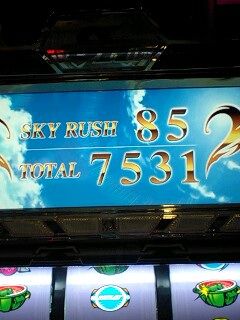 SKY RUSH 85
TOTAL 7531